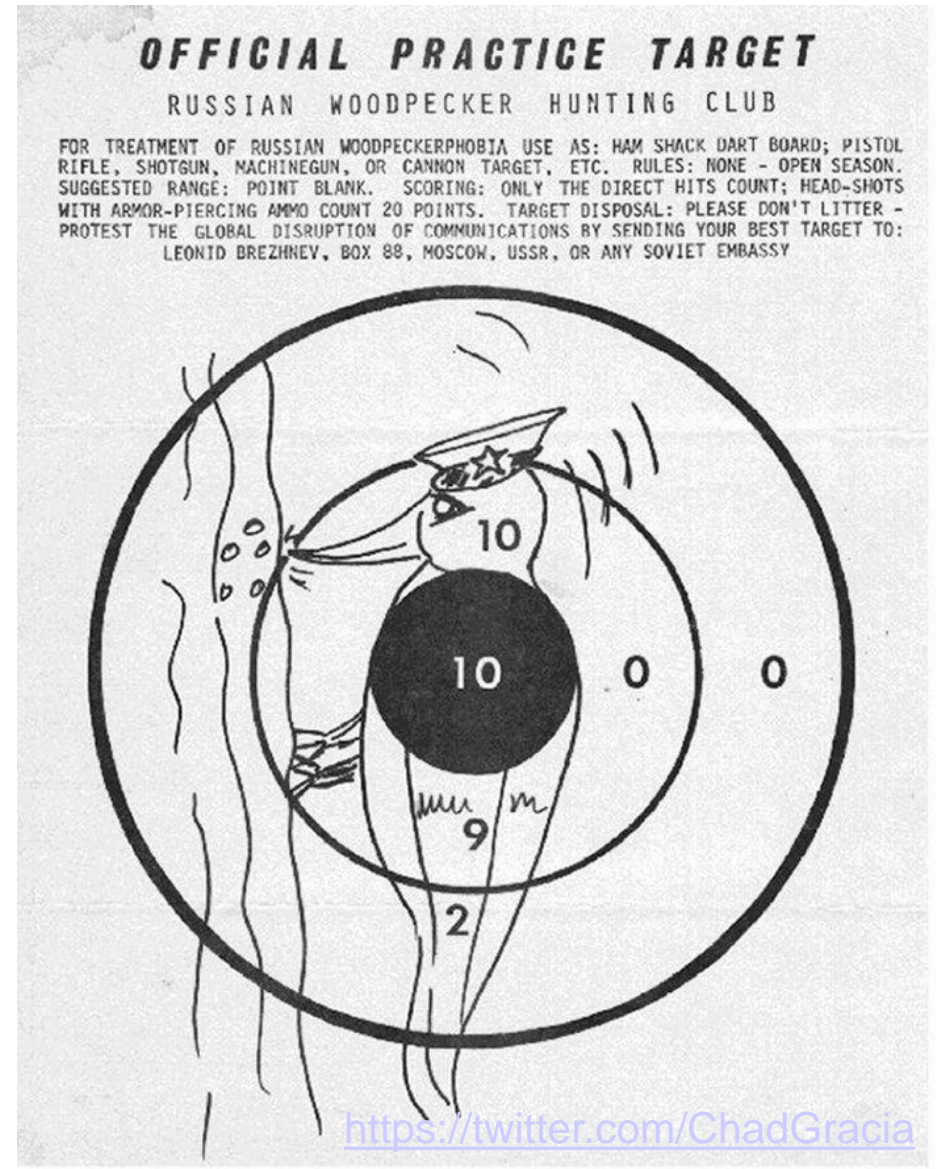 OFFICIAL PRACTICE TARGET
RUSSIAN WOODPECKER HUNTING CLUB
FOR TREATMENT OF RUSSIAN WOODPECKERPHOBIA USE AS: HAM SHACK DART BOARD; PISTOL
RIFLE, SHOTGUN, MACHINEGUN, OR CANNON TARGET, ETC. RULES: NONE - OPEN SEASON.
SUGGESTED RANGE: POINT BLANK. SCORING: ONLY THE DIRECT HITS COUNT; HEAD-SHOTS
WITH ARMOR-PIERCING AMMO COUNT 20 POINTS. TARGET DISPOSAL: PLEASE DON'T LITTER -
PROTEST THE GLOBAL DISRUPTION OF COMMUNICATIONS BY SENDING YOUR BEST TARGET TO:
LEONID BREZHNEV, BOX 88, MOSCOW, USSR, OR ANY SOVIET EMBASSY
10
10 0 0
9
2
https://twitter.com/ChadGracia